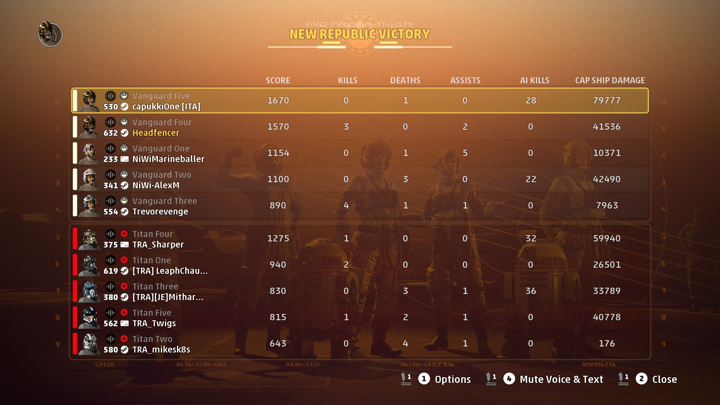 NEW REPUBLIC VICTORY
SCORE KILLS DEATHS ASSISTS AI KILLS CAP SHIP DAMAGE
Vanguard Five
530 capukkiOne [ITA] 1670 0 1 0 28 79777
Vanguard Four
632 Headfencer 1570 3 0 2 0 41536
Vanguard One
233 NiWiMarineballer 1154 0 1 5 0 10371
Vanguard Two
341 NiWi-AlexM 1100 0 3 0 22 42490
Vanguard Three
554 Trevorevenge 890 4 1 1 0 7963
Titan Four
375 TRA_Sharper 1275 1 0 0 32 59940
Titan One
619 [TRA] LeaphChau... 940 2 0 0 0 26501
Titan Three
380 [TRA][JE]Mithar... 830 0 3 1 36 33789
Titan Five
562 TRA_Twigs 815 1 2 1 0 40778
Titan Two
580 TRA_mikesk8s 643 0 4 1 0 176
1 1 Options 1 4 Mute Voice & Text 1 2 Close